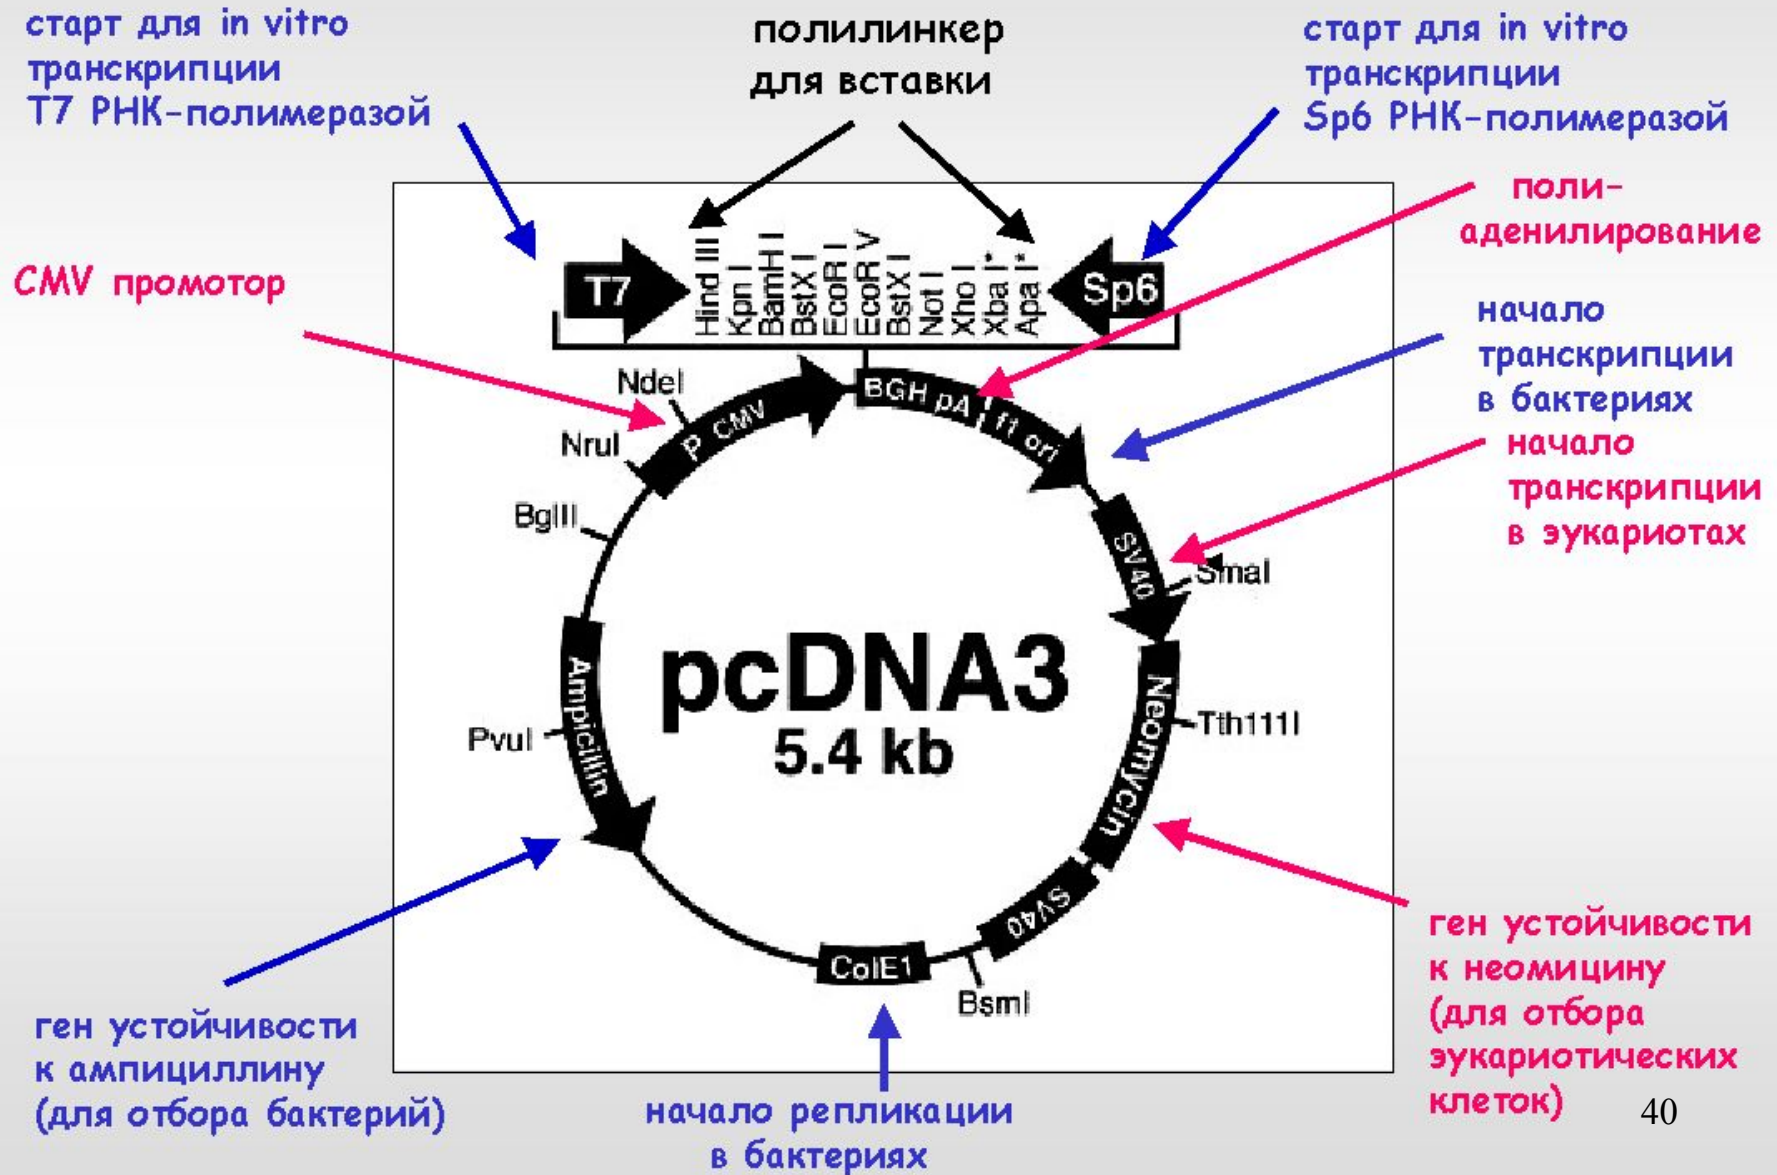 старт для in vitro
транскрипции
Т7 РНК-полимеразой
полилинкер
для вставки
старт для in vitro
транскрипции
Sp6 РНК-полимеразой
поли-
аденилирование
CMV промотор
начало
транскрипции
в бактериях
начало
транскрипции
в эукариотах
T7
Hind III
Kpn I
BamH I
BstX I
EcoR I
EcoR V
BstX I
Not I
Xho I
Xba I*
Apa I*
Sp6
NdeI
NruI
BglII
PvuI
P CMV
BGH pA
f1 ori
SV40
SmaI
Neomycin
Tth111I
SV40
BsmI
ColE1
Ampicillin
pcDNA3
5.4 kb
ген устойчивости
к ампициллину
(для отбора бактерий)
начало репликации
в бактериях
ген устойчивости
к неомицину
(для отбора
эукариотических
клеток)
40